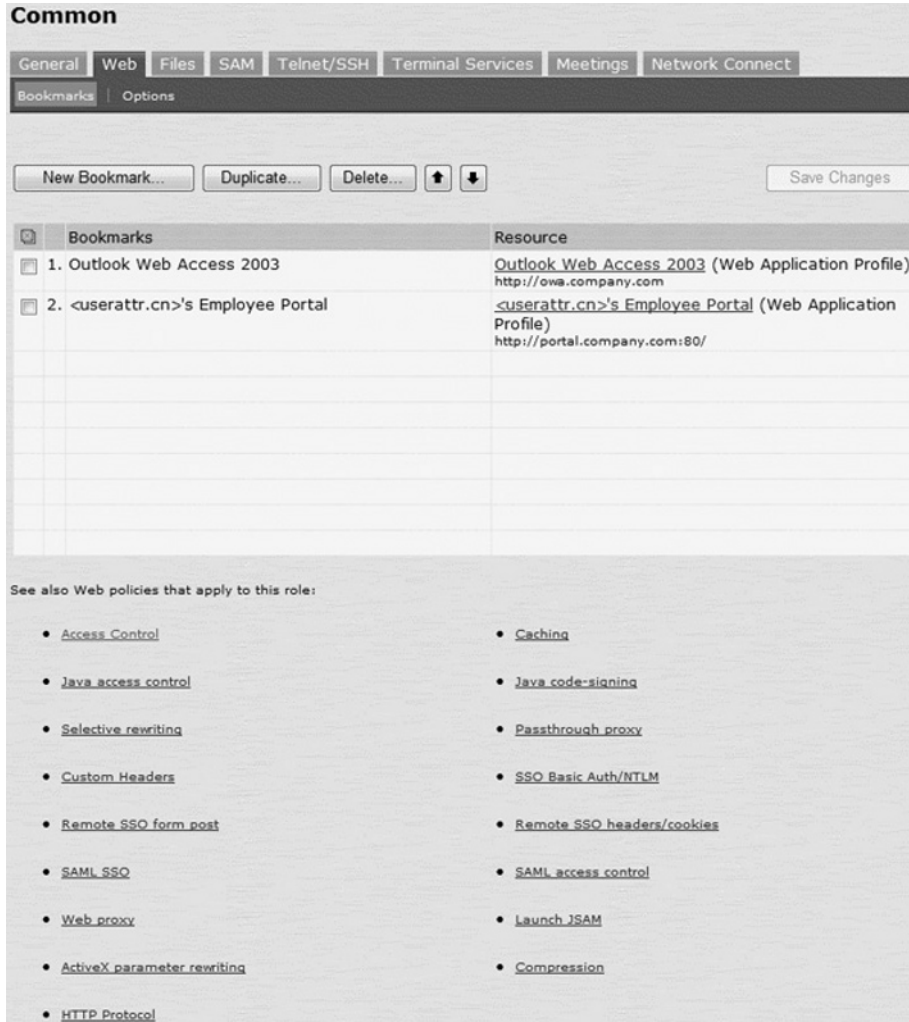 Common
General Web Files SAM Telnet/SSH Terminal Services Meetings Network Connect
Bookmarks | Options
New Bookmark... Duplicate... Delete... Save Changes
Bookmarks Resource
1. Outlook Web Access 2003 Outlook Web Access 2003 (Web Application Profile)
http://owa.company.com
2. <userattr.cn>'s Employee Portal <userattr.cn>'s Employee Portal (Web Application
Profile)
http://portal.company.com:80/
See also Web policies that apply to this role:
• Access Control • Caching
• Java access control • Java code-signing
• Selective rewriting • Passthrough proxy
• Custom Headers • SSO Basic Auth/NTLM
• Remote SSO form post • Remote SSO headers/cookies
• SAML SSO • SAML access control
• Web proxy • Launch JSAM
• ActiveX parameter rewriting • Compression
• HTTP Protocol